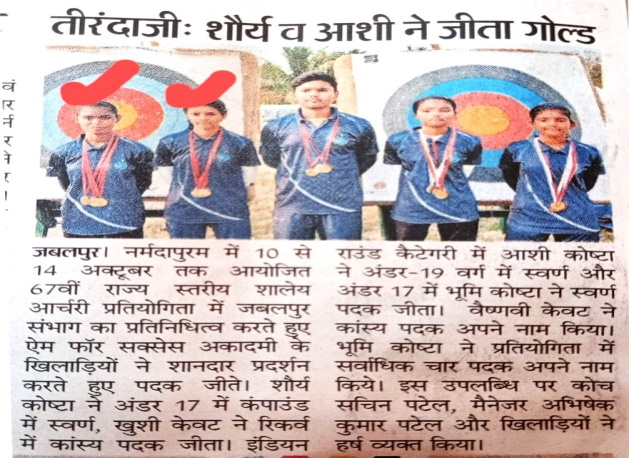 तीरंदाजीः शौर्य व आशी ने जीता गोल्ड
जबलपुर। नर्मदापुरम में 10 से
14 अक्टूबर तक आयोजित
67वीं राज्य स्तरीय शालेय
आर्चरी प्रतियोगिता में जबलपुर
संभाग का प्रतिनिधित्व करते हुए
ऐम फॉर सक्सेस अकादमी के
खिलाड़ियों ने शानदार प्रदर्शन
करते हुए पदक जीते। शौर्य
कोष्टा ने अंडर 17 में कंपाउंड
में स्वर्ण, खुशी केवट ने रिकर्व
में कांस्य पदक जीता। इंडियन
राउंड कैटेगरी में आशी कोष्टा
ने अंडर-19 वर्ग में स्वर्ण और
अंडर 17 में भूमि कोष्टा ने स्वर्ण
पदक जीता। वैष्णवी केवट ने
कांस्य पदक अपने नाम किया।
भूमि कोष्टा ने प्रतियोगिता में
सर्वाधिक चार पदक अपने नाम
किये। इस उपलब्धि पर कोच
सचिन पटेल, मैनेजर अभिषेक
कुमार पटेल और खिलाड़ियों ने
हर्ष व्यक्त किया।